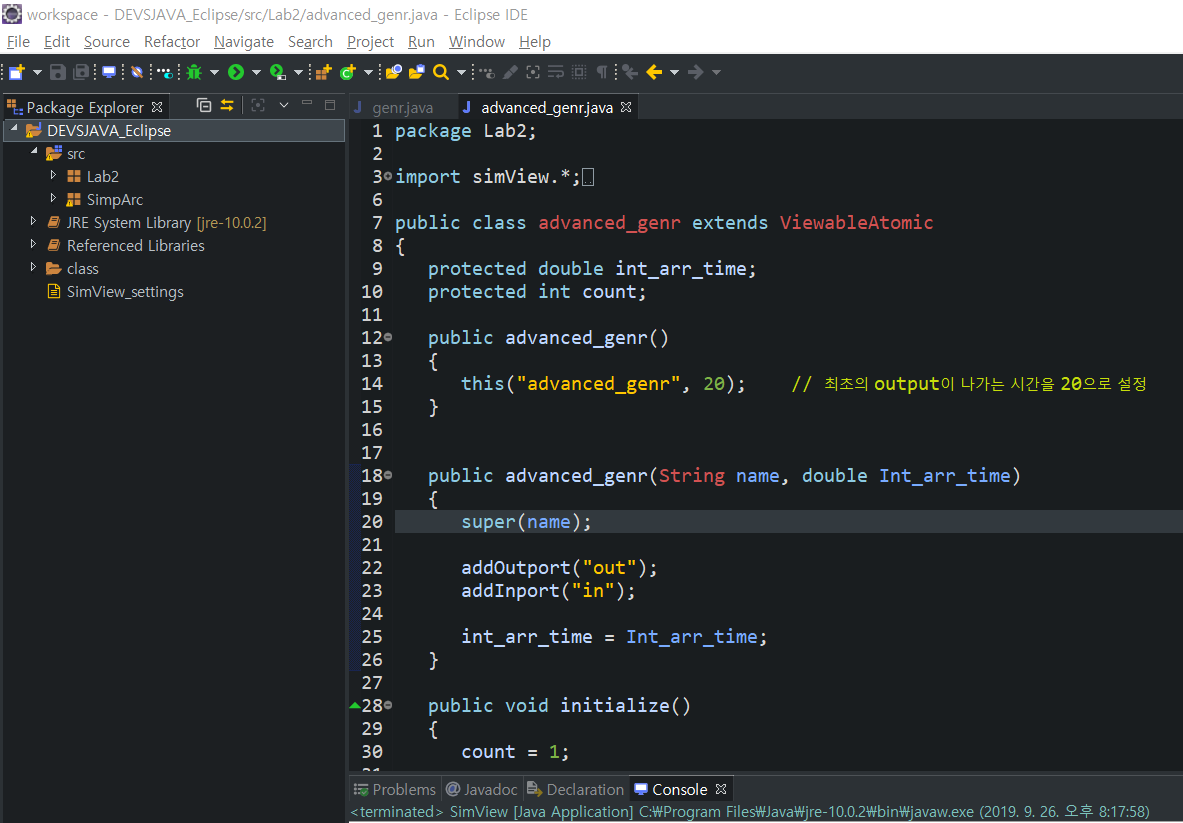 workspace - DEVSJAVA_Eclipse/src/Lab2/advanced_genr.java - Eclipse IDE
File Edit Source Refactor Navigate Search Project Run Window Help
Package Explorer
DEVSJAVA_Eclipse
src
Lab2
SimpArc
JRE System Library [jre-10.0.2]
Referenced Libraries
class
SimView_settings
genr.java advanced_genr.java
1 package Lab2;
2
3 import simView.*;
6
7 public class advanced_genr extends ViewableAtomic
8 {
9 protected double int_arr_time;
10 protected int count;
11
12 public advanced_genr()
13 {
14 this("advanced_genr", 20); // 최초의 output이 나가는 시간을 20으로 설정
15 }
16
17
18 public advanced_genr(String name, double Int_arr_time)
19 {
20 super(name);
21
22 addOutport("out");
23 addInport("in");
24
25 int_arr_time = Int_arr_time;
26 }
27
28 public void initialize()
29 {
30 count = 1;
31
Problems @ Javadoc Declaration Console
<terminated> SimView [Java Application] C:₩Program Files₩Java₩jre-10.0.2₩bin₩javaw.exe (2019. 9. 26. 오후 8:17:58)